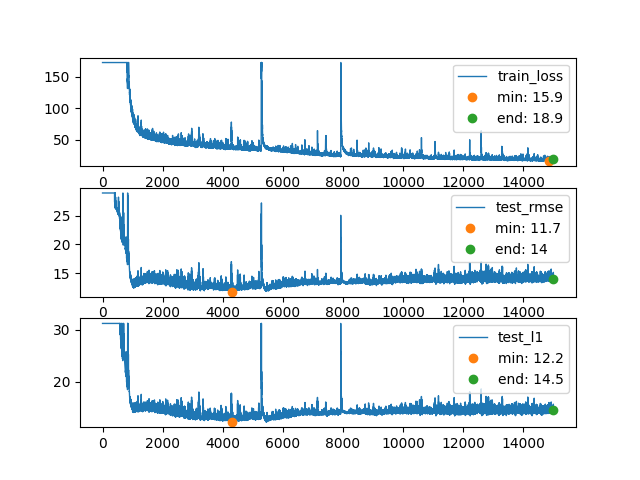 150
100
50
train_loss
min: 15.9
end: 18.9
0 2000 4000 6000 8000 10000 12000 14000
25
20
15
test_rmse
min: 11.7
end: 14
0 2000 4000 6000 8000 10000 12000 14000
30
20
test_l1
min: 12.2
end: 14.5
0 2000 4000 6000 8000 10000 12000 14000